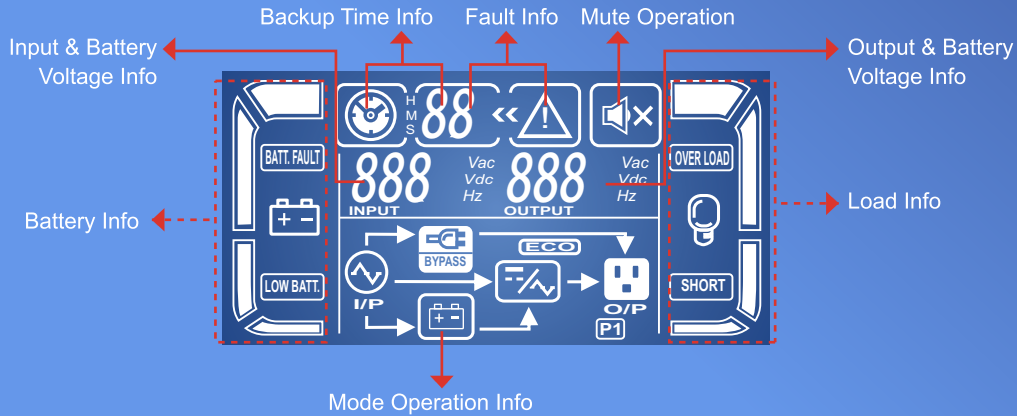 Backup Time Info
Fault Info
Mute Operation
Input & Battery
Voltage Info
Output & Battery
Voltage Info
H
M
S
88
«
!
BATT. FAULT
888
Vac
Vdc
Hz
INPUT
888
Vac
Vdc
Hz
OUTPUT
OVER LOAD
Battery Info
+ -
Load Info
BYPASS
ECO
LOW BATT.
I/P
+ -
O/P
P1
SHORT
Mode Operation Info